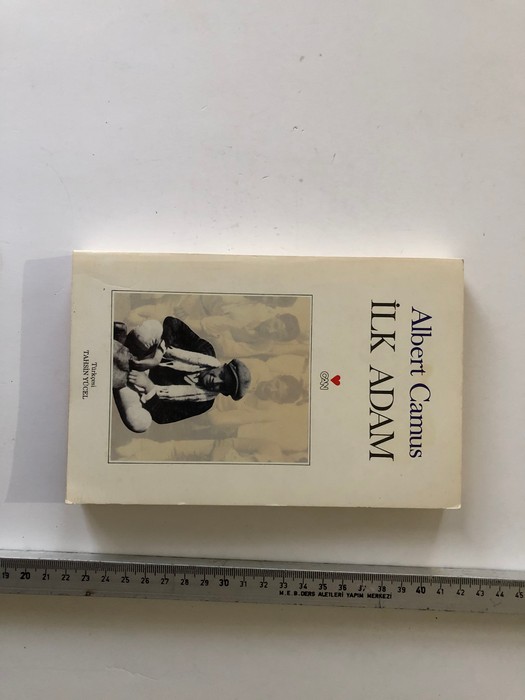 Albert Camus
İLK ADAM
CAN
Türkçesi
TAHSİN YÜCEL
19 20 21 22 23 24 25 26 27 28 29 30 31 32 33 34 35 36 37 38 39 40 41 42 43 44 45
M.E.B. DERS ALETLERİ YAPIM MERKEZİ